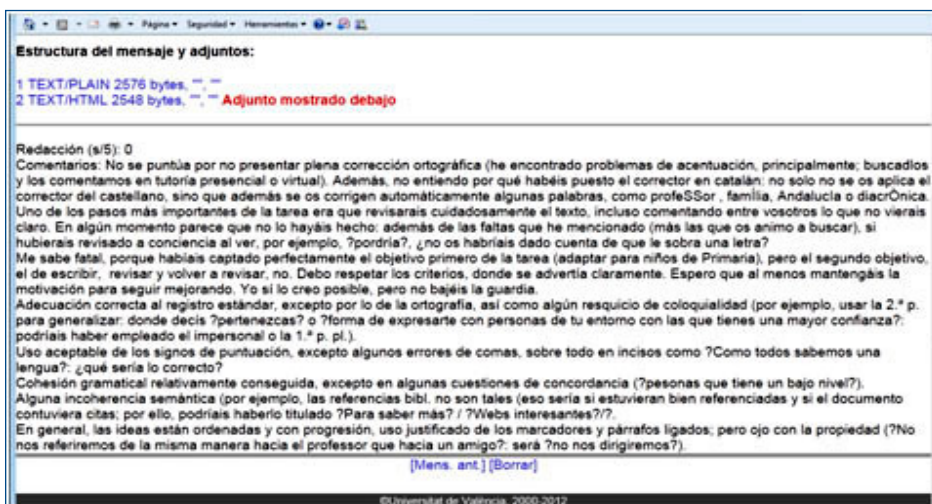 Página Seguridad Herramientas
Estructura del mensaje y adjuntos:
1 TEXT/PLAIN 2576 bytes, "", ""
2 TEXT/HTML 2548 bytes, "", "" Adjunto mostrado debajo
Redacción (s/5): 0
Comentarios: No se puntúa por no presentar plena corrección ortográfica (he encontrado problemas de acentuación, principalmente; buscadlos
y los comentamos en tutoría presencial o virtual). Además, no entiendo por qué habéis puesto el corrector en catalán: no solo no se os aplica el
corrector del castellano, sino que además se os corrigen automáticamente algunas palabras, como profeSSor , famìlia, Andalucìa o diacrÒnica.
Uno de los pasos más importantes de la tarea era que revisarais cuidadosamente el texto, incluso comentando entre vosotros lo que no vierais
claro. En algún momento parece que no lo hayáis hecho: además de las faltas que he mencionado (más las que os animo a buscar), si
hubierais revisado a conciencia al ver, por ejemplo, ?pordría?, ¿no os habríais dado cuenta de que le sobra una letra?
Me sabe fatal, porque habíais captado perfectamente el objetivo primero de la tarea (adaptar para niños de Primaria), pero el segundo objetivo,
el de escribir, revisar y volver a revisar, no. Debo respetar los criterios, donde se advertía claramente. Espero que al menos mantengáis la
motivación para seguir mejorando. Yo sí lo creo posible, pero no bajéis la guardia.
Adecuación correcta al registro estándar, excepto por lo de la ortografía, así como algún resquicio de coloquialidad (por ejemplo, usar la 2.ª p.
para generalizar: donde decís ?pertenezcas? o ?forma de expresarte con personas de tu entorno con las que tienes una mayor confianza?:
podríais haber empleado el impersonal o la 1.ª p. pl.).
Uso aceptable de los signos de puntuación, excepto algunos errores de comas, sobre todo en incisos como ?Como todos sabemos una
lengua?: ¿qué sería lo correcto?
Cohesión gramatical relativamente conseguida, excepto en algunas cuestiones de concordancia (?pesonas que tiene un bajo nivel?).
Alguna incoherencia semántica (por ejemplo, las referencias bibl. no son tales (eso sería si estuvieran bien referenciadas y si el documento
contuviera citas; por ello, podríais haberlo titulado ?Para saber más? / ?Webs interesantes?/?.
En general, las ideas están ordenadas y con progresión, uso justificado de los marcadores y párrafos ligados; pero ojo con la propiedad (?No
nos referiremos de la misma manera hacia el professor que hacia un amigo?: será ?no nos dirigiremos?).
[Mens. ant.] [Borrar]
©Universitat de València, 2000-2012